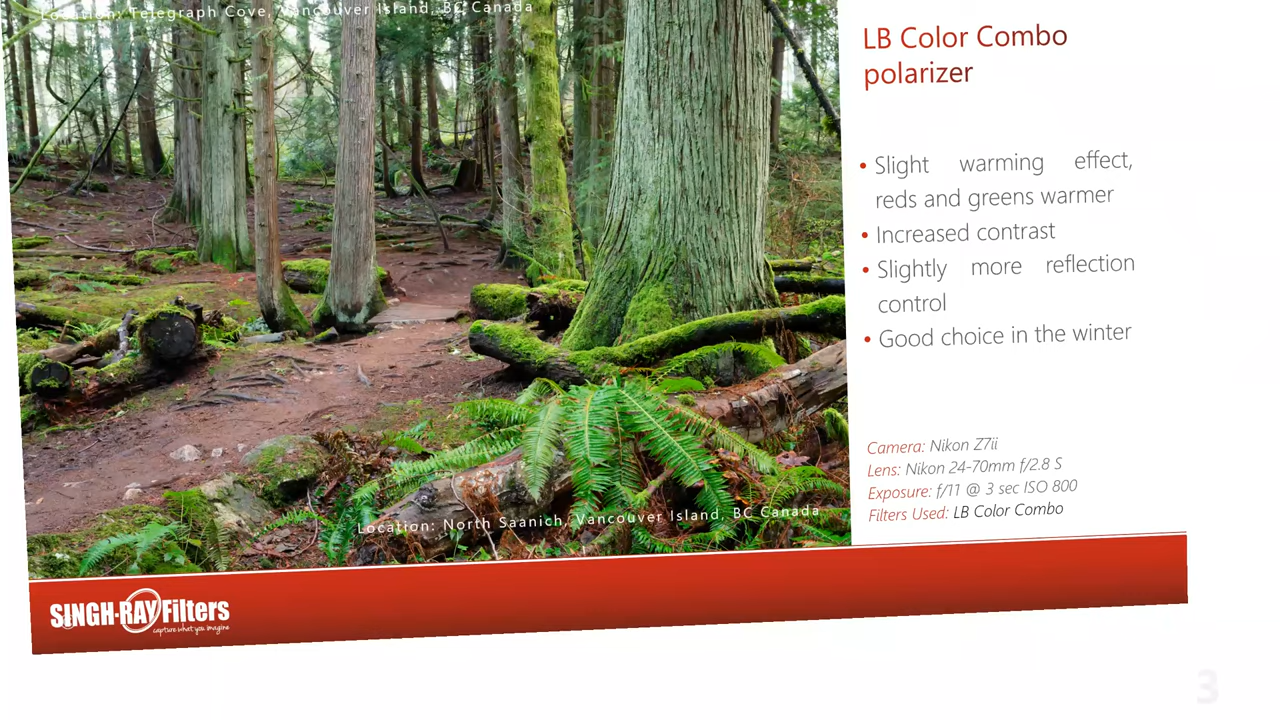 Location: Telegraph Cove, Vancouver Island, BC Canada
LB Color Combo
polarizer
• Slight warming effect,
reds and greens warmer
• Increased contrast
• Slightly more reflection
control
• Good choice in the winter
Camera: Nikon Z7ii
Lens: Nikon 24-70mm f/2.8 S
Exposure: f/11 @ 3 sec ISO 800
Filters Used: LB Color Combo
Location: North Saanich, Vancouver Island, BC Canada
SINGH-RAY Filters
capture what you imagine
3